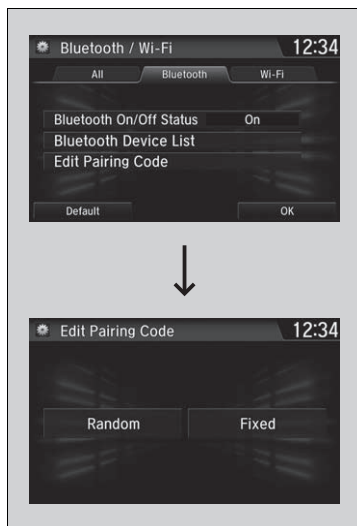 Bluetooth / Wi-Fi 12:34
All Bluetooth Wi-Fi
Bluetooth On/Off Status On
Bluetooth Device List
Edit Pairing Code
Default OK
Edit Pairing Code 12:34
Random Fixed